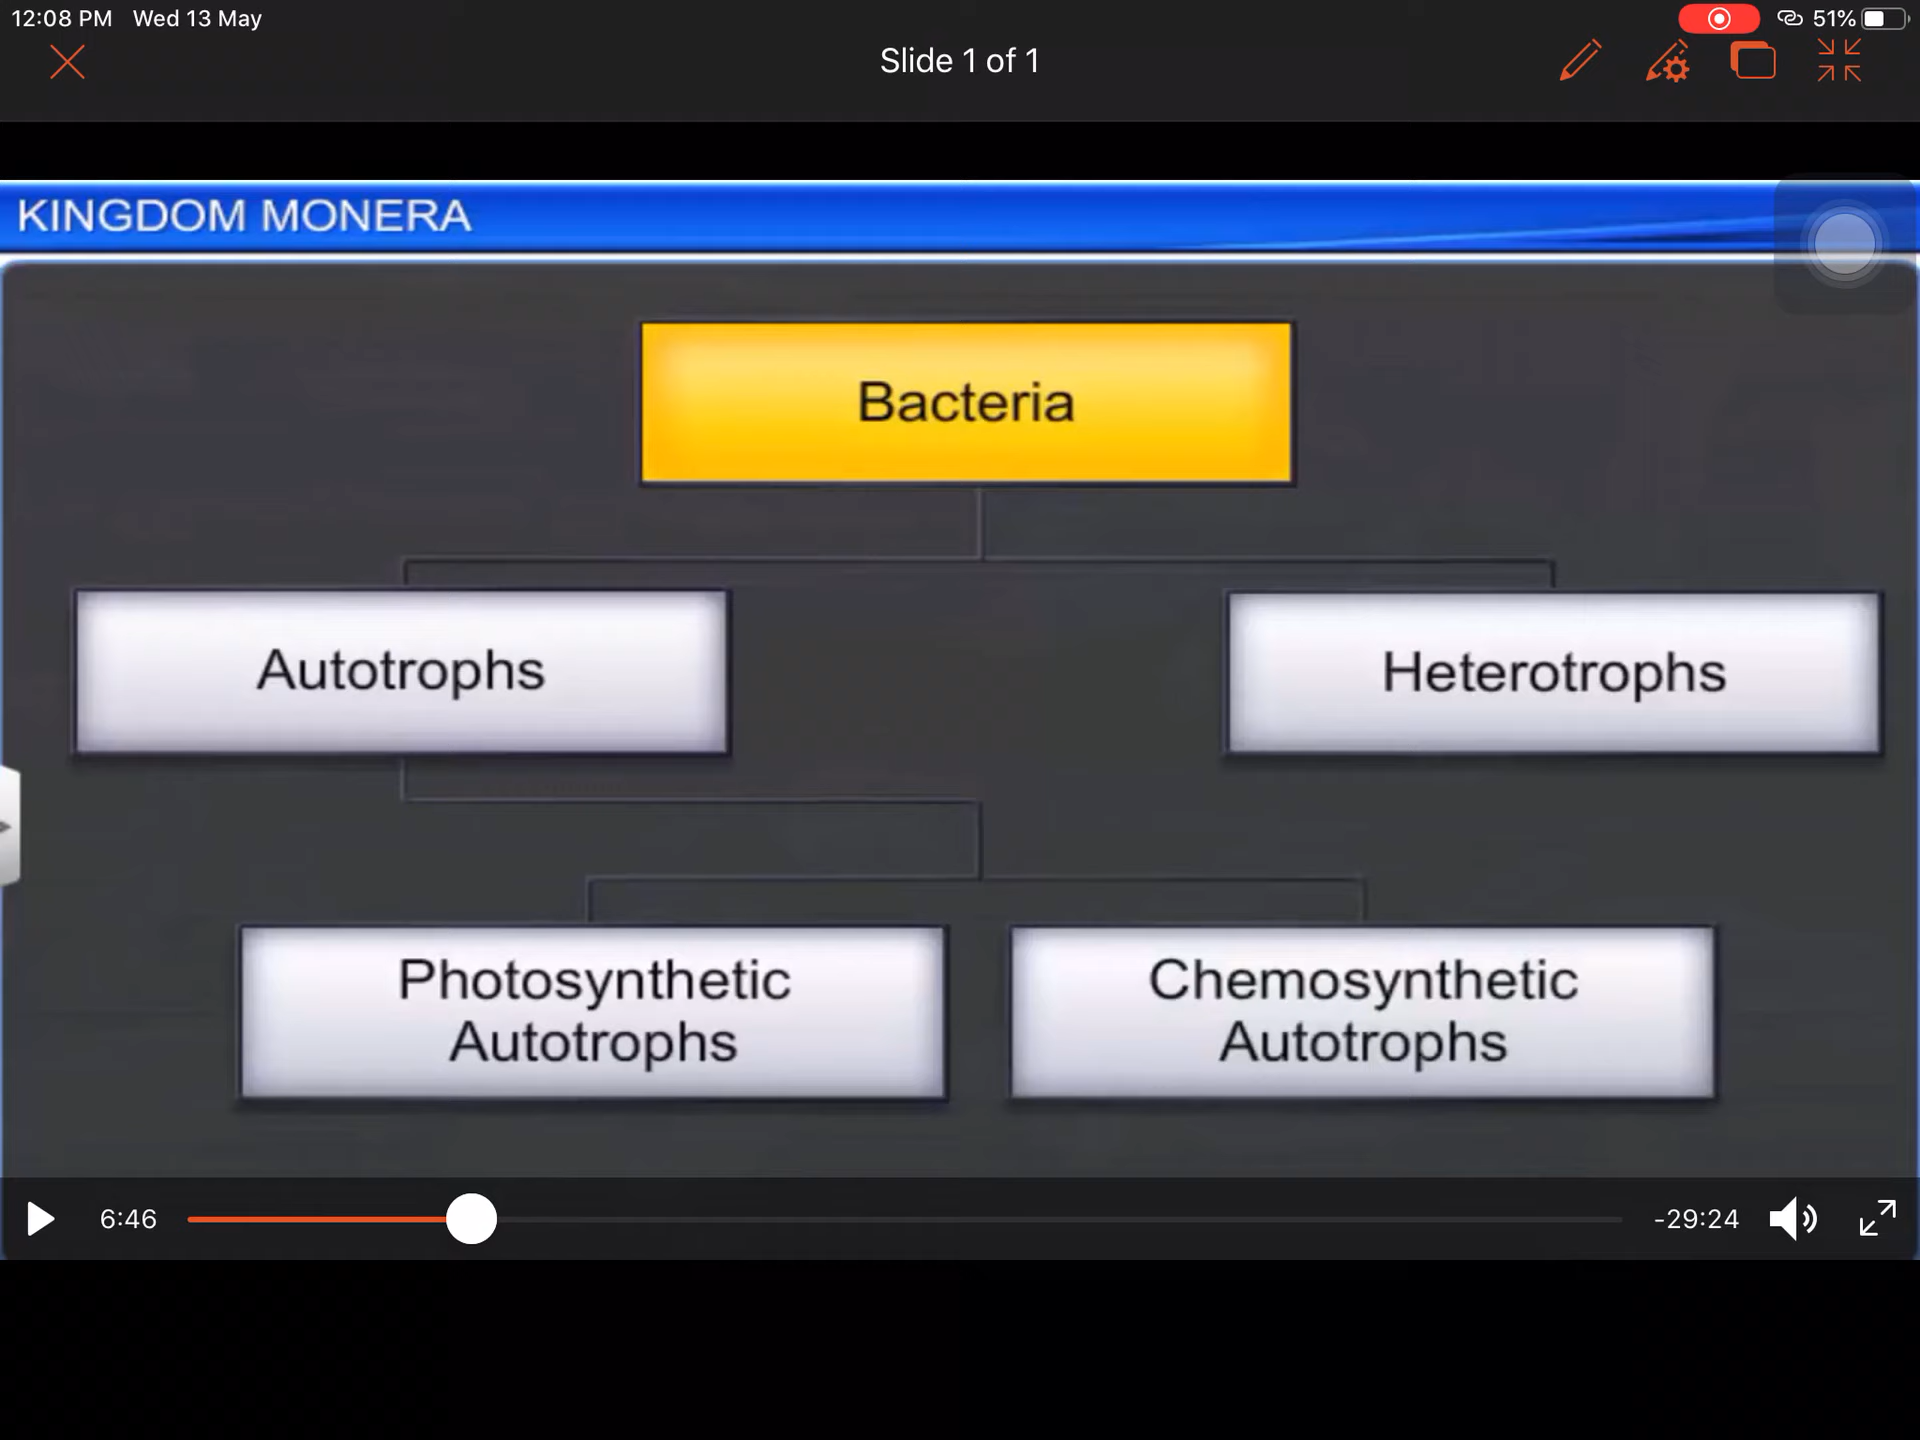 12:08 PM Wed 13 May
51%
Slide 1 of 1
KINGDOM MONERA
Bacteria
Autotrophs
Heterotrophs
Photosynthetic
Autotrophs
Chemosynthetic
Autotrophs
6:46
-29:24